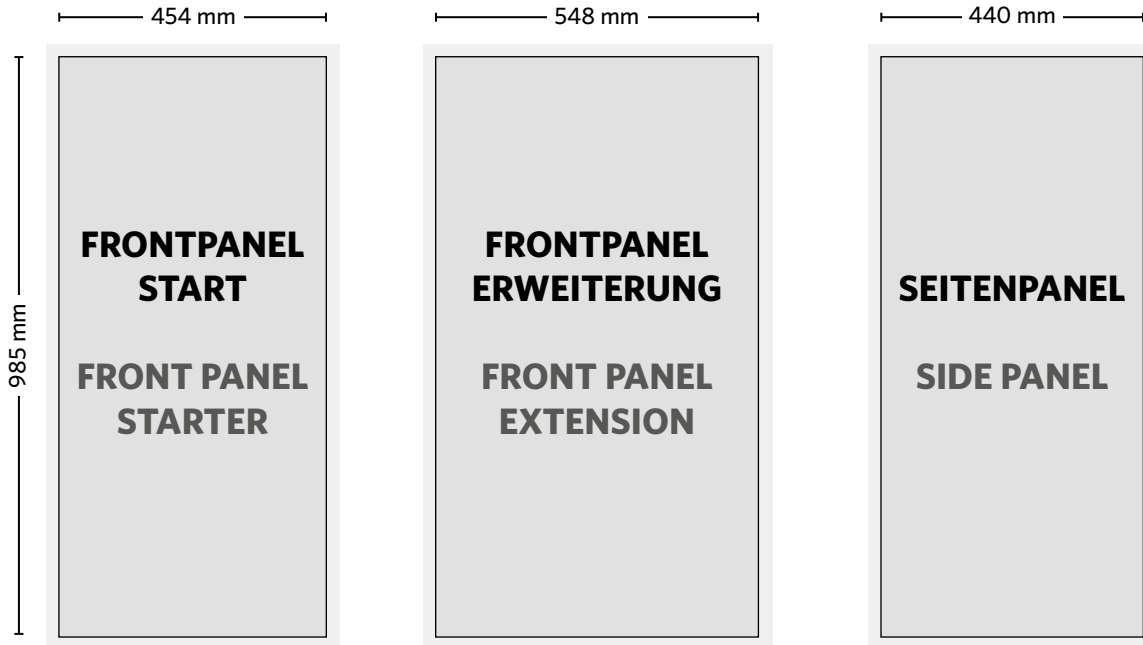 454 mm
548 mm
440 mm
985 mm
FRONTPANEL
START
FRONT PANEL
STARTER
FRONTPANEL
ERWEITERUNG
FRONT PANEL
EXTENSION
SEITENPANEL
SIDE PANEL